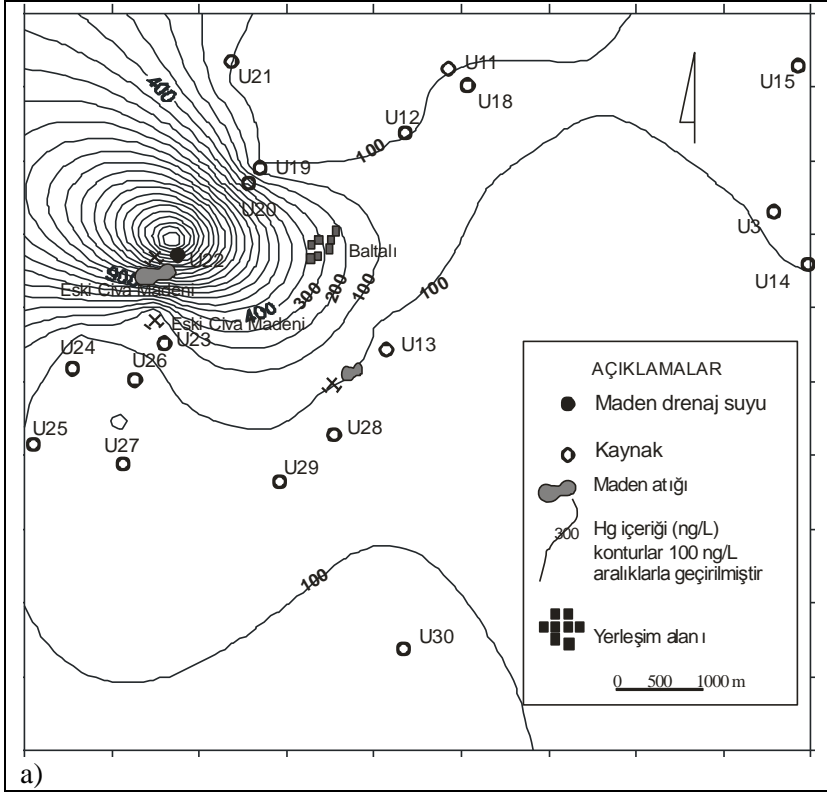 400
U21
U11
U15
U18
U12
100
U19
U20
U3
Baltalı
U22
U14
900
Eski Civa Madeni
300
200
100
100
400
Eski Civa Madeni
U23
U13
U24
U26
U25
U27
U28
U29
100
U30
AÇIKLAMALAR
Maden drenaj suyu
Kaynak
Maden atığı
300
Hg içeriği (ng/L)
konturlar 100 ng/L
aralıklarla geçirilmiştir
Yerleşim alanı
0 500 1000 m
a)